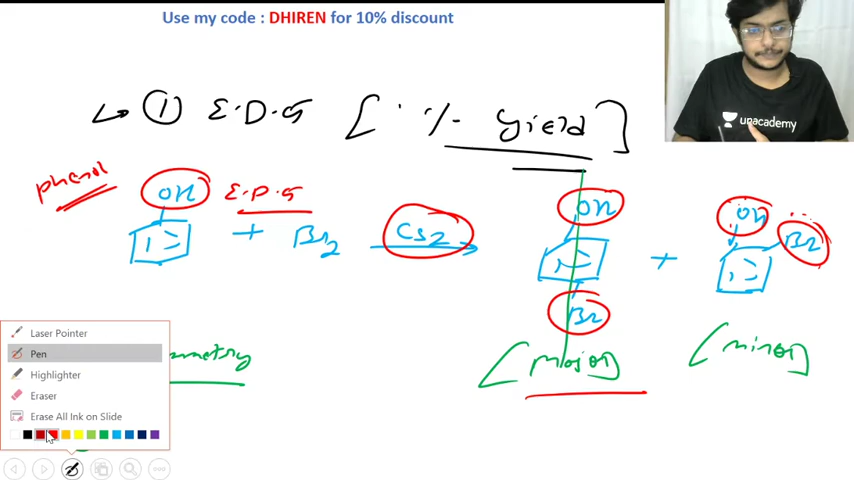 Use my code : DHIREN for 10% discount
unacademy
↳ ① E.D.G [ % yield ]
phenol
OH E.D.G + Br2 CS2 → OH Br + OH Br
[major] [minor]
mmetry
Laser Pointer
Pen
Highlighter
Eraser
Erase All Ink on Slide